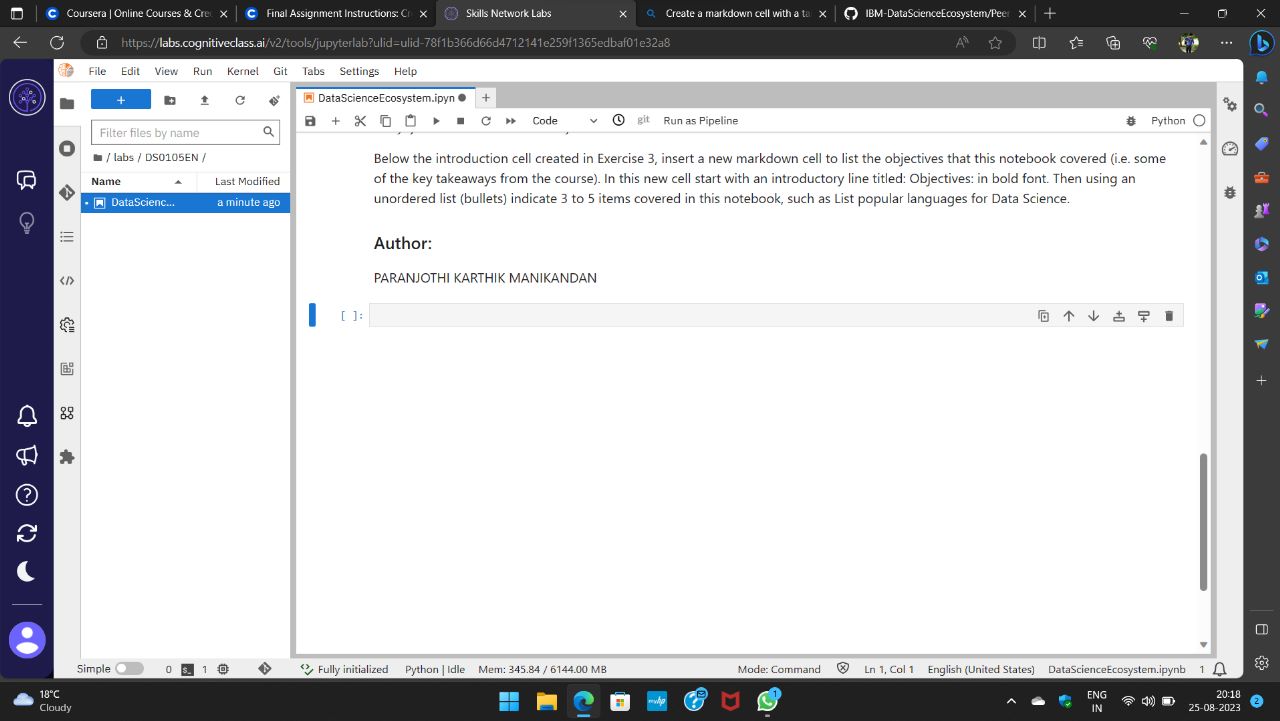 Coursera | Online Courses & Cre
Final Assignment Instructions: Cr
Skills Network Labs
Create a markdown cell with a ta
IBM-DataScienceEcosystem/Peer
https://labs.cognitiveclass.ai/v2/tools/jupyterlab?ulid=ulid-78f1b366d66d4712141e259f1365edbaf01e32a8
File Edit View Run Kernel Git Tabs Settings Help
DataScienceEcosystem.ipyn
Code
git
Run as Pipeline
Python
Filter files by name
/ labs / DS0105EN /
Name
Last Modified
DataScienc...
a minute ago
Below the introduction cell created in Exercise 3, insert a new markdown cell to list the objectives that this notebook covered (i.e. some
of the key takeaways from the course). In this new cell start with an introductory line titled: Objectives: in bold font. Then using an
unordered list (bullets) indicate 3 to 5 items covered in this notebook, such as List popular languages for Data Science.
Author:
PARANJOTHI KARTHIK MANIKANDAN
[ ]:
Simple
0
1
Fully initialized
Python | Idle
Mem: 345.84 / 6144.00 MB
Mode: Command
Ln 1, Col 1
English (United States)
DataScienceEcosystem.ipynb
1
18°C
Cloudy
1
ENG
IN
20:18
25-08-2023
2